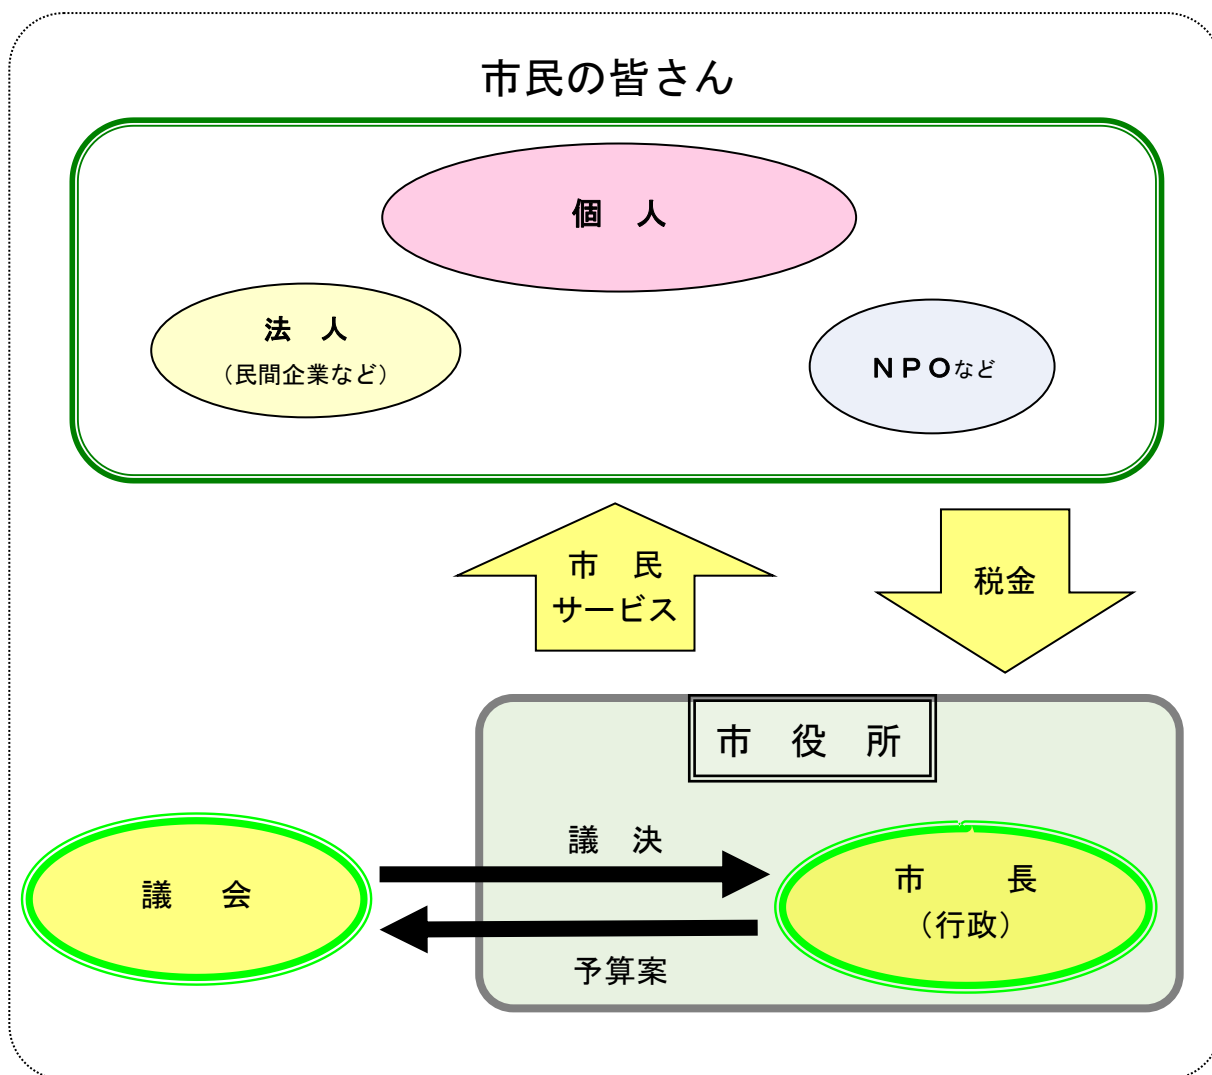 市民の皆さん
個　人
法　人
（民間企業など）
ＮＰＯなど
市　民
サービス
税金
市　役　所
議　決
議　会
市　　長
（行政）
予算案